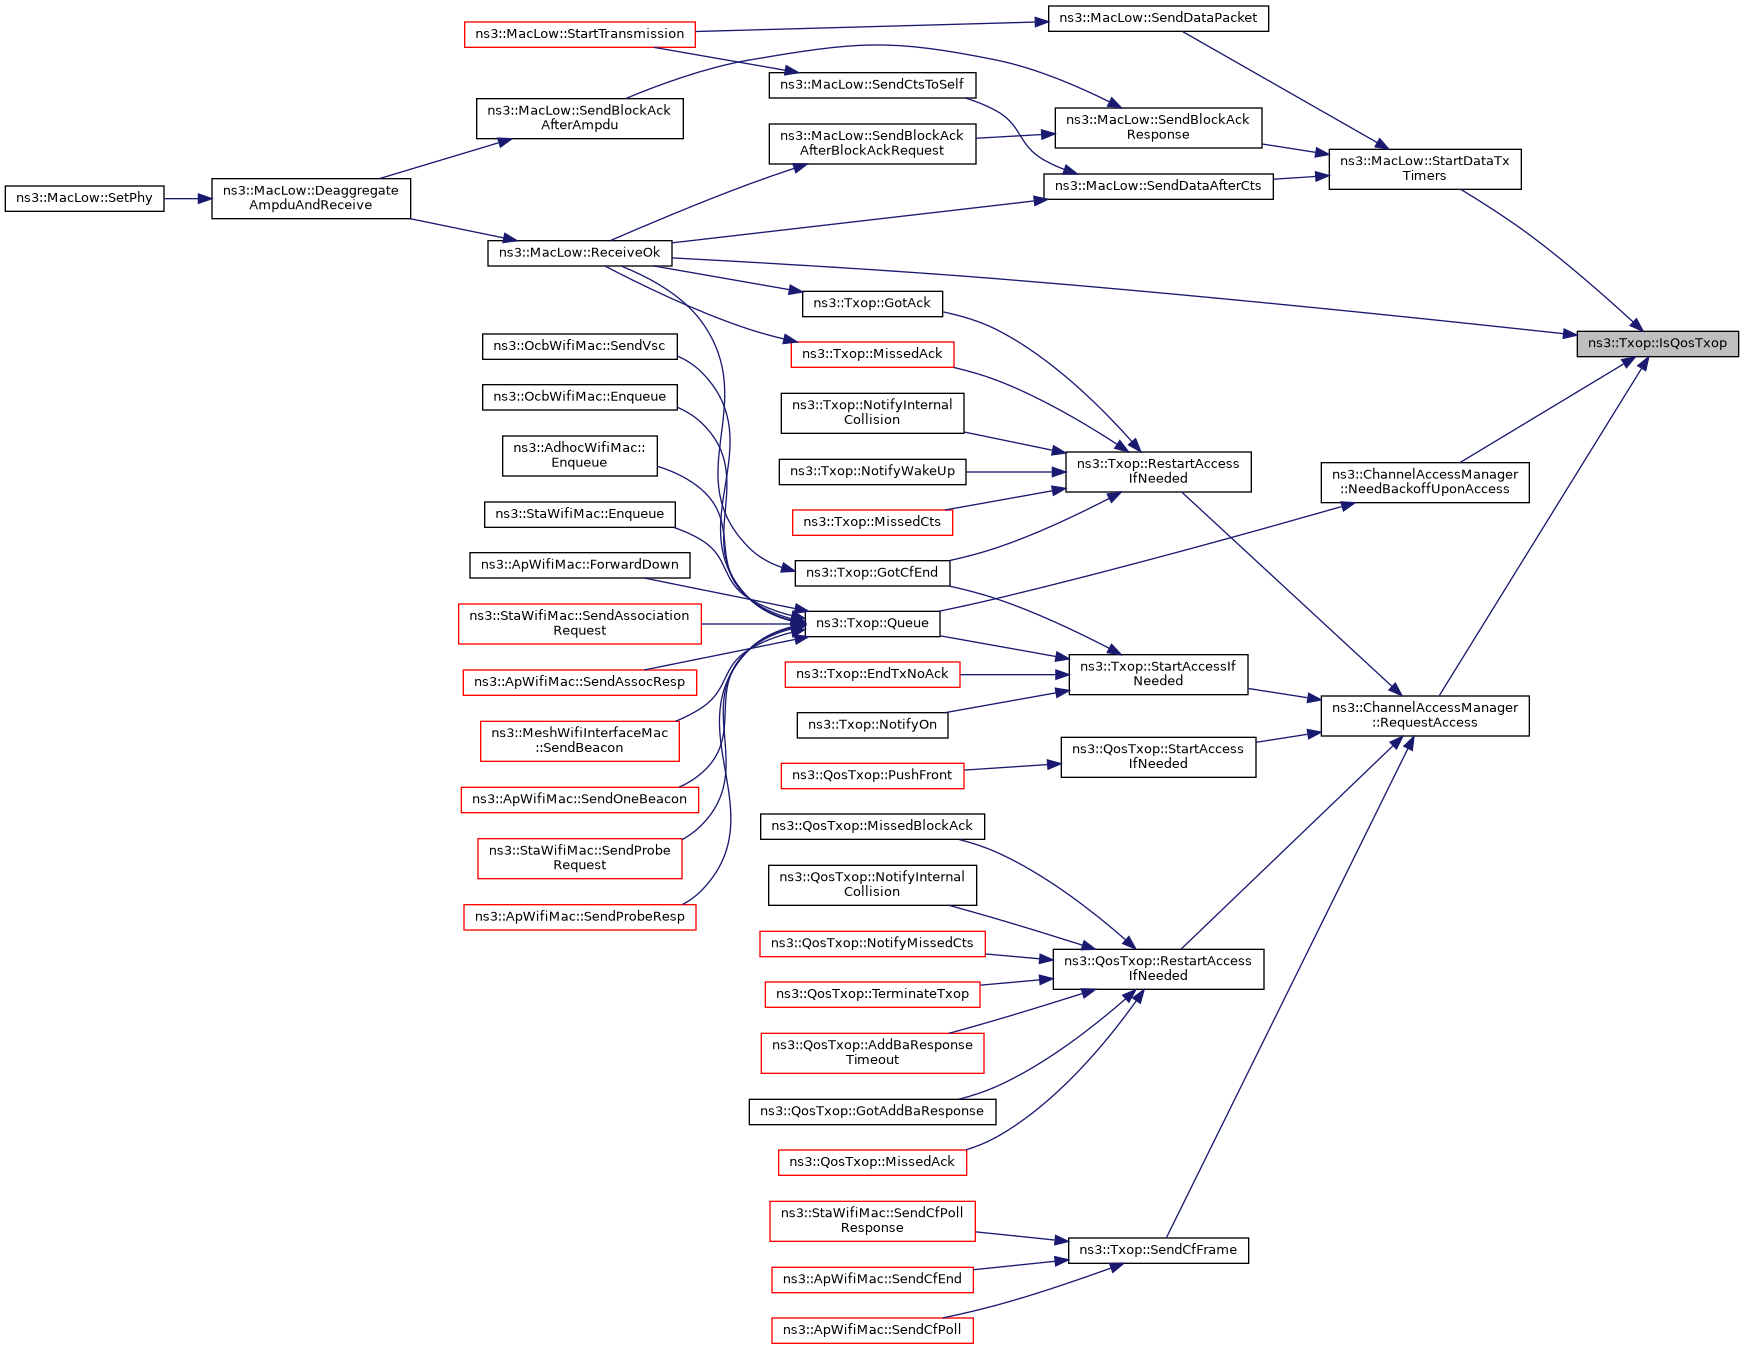 ns3::MacLow::SetPhy
ns3::MacLow::Deaggregate
AmpduAndReceive
ns3::MacLow::StartTransmission
ns3::MacLow::SendBlockAck
AfterAmpdu
ns3::MacLow::ReceiveOk
ns3::OcbWifiMac::SendVsc
ns3::OcbWifiMac::Enqueue
ns3::AdhocWifiMac::
Enqueue
ns3::StaWifiMac::Enqueue
ns3::ApWifiMac::ForwardDown
ns3::StaWifiMac::SendAssociation
Request
ns3::ApWifiMac::SendAssocResp
ns3::MeshWifiInterfaceMac
::SendBeacon
ns3::ApWifiMac::SendOneBeacon
ns3::StaWifiMac::SendProbe
Request
ns3::ApWifiMac::SendProbeResp
ns3::MacLow::SendCtsToSelf
ns3::MacLow::SendBlockAck
AfterBlockAckRequest
ns3::Txop::GotAck
ns3::Txop::MissedAck
ns3::Txop::NotifyInternal
Collision
ns3::Txop::NotifyWakeUp
ns3::Txop::MissedCts
ns3::Txop::GotCfEnd
ns3::Txop::Queue
ns3::Txop::EndTxNoAck
ns3::Txop::NotifyOn
ns3::QosTxop::PushFront
ns3::QosTxop::MissedBlockAck
ns3::QosTxop::NotifyInternal
Collision
ns3::QosTxop::NotifyMissedCts
ns3::QosTxop::TerminateTxop
ns3::QosTxop::AddBaResponse
Timeout
ns3::QosTxop::GotAddBaResponse
ns3::QosTxop::MissedAck
ns3::StaWifiMac::SendCfPoll
Response
ns3::ApWifiMac::SendCfEnd
ns3::ApWifiMac::SendCfPoll
ns3::MacLow::SendDataPacket
ns3::MacLow::SendBlockAck
Response
ns3::MacLow::SendDataAfterCts
ns3::Txop::RestartAccess
IfNeeded
ns3::Txop::StartAccessIf
Needed
ns3::QosTxop::StartAccess
IfNeeded
ns3::QosTxop::RestartAccess
IfNeeded
ns3::Txop::SendCfFrame
ns3::MacLow::StartDataTx
Timers
ns3::ChannelAccessManager
::NeedBackoffUponAccess
ns3::ChannelAccessManager
::RequestAccess
ns3::Txop::IsQosTxop